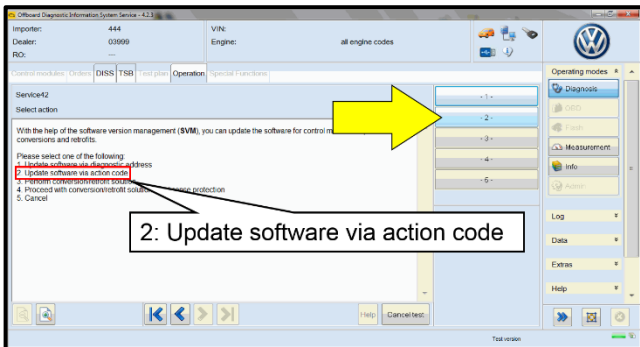 Offboard Diagnostic Information System Service - 4.2.3
Importer: 444 VIN:
Dealer: 03999 Engine: all engine codes
RO: ---
Control modules Orders DISS TSB Test plan Operation Special Functions
Service42
Select action
With the help of the software version management (SVM), you can update the software for control
conversions and retrofits.
Please select one of the following:
1. Update software via diagnostic address
2. Update software via action code
3. Perform conversion/retrofit solution
4. Proceed with conversion/retrofit protection
5. Cancel
2: Update software via action code
- 1 -
- 2 -
- 3 -
- 4 -
- 5 -
Operating modes
Diagnosis
OBD
Flash
Measurement
Info
Admin
Log
Data
Extras
Help
Help Cancel test
Test version